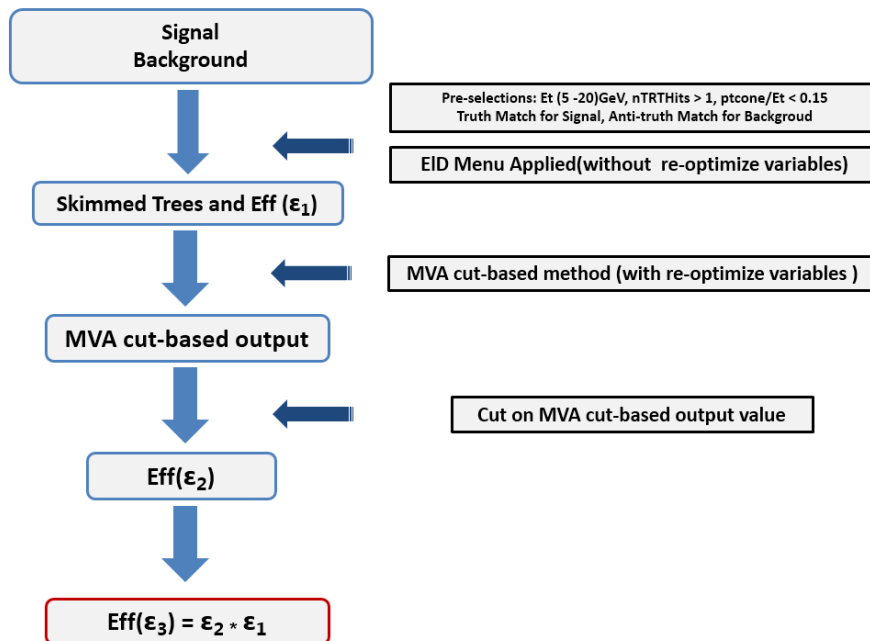 Signal
Background
Pre-selections: Et (5 -20)GeV, nTRTHits > 1, ptcone/Et < 0.15
Truth Match for Signal, Anti-truth Match for Backgroud
EID Menu Applied(without re-optimize variables)
Skimmed Trees and Eff (ε₁)
MVA cut-based method (with re-optimize variables )
MVA cut-based output
Cut on MVA cut-based output value
Eff(ε₂)
Eff(ε₃) = ε₂ * ε₁